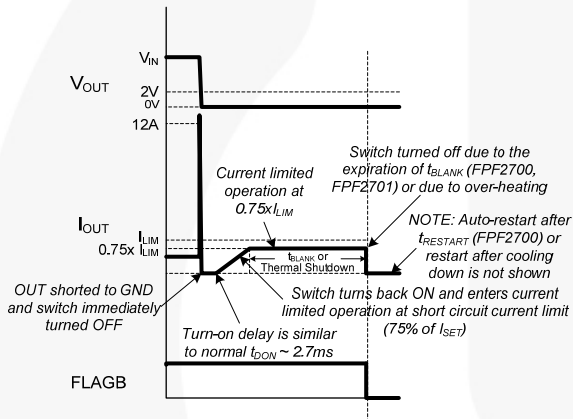 VIN
VOUT
2V
0V
12A
Switch turned off due to the
expiration of tBLANK (FPF2700,
FPF2701) or due to over-heating
Current limited
operation at
0.75xILIM
IOUT
ILIM
0.75x ILIM
NOTE: Auto-restart after
tRESTART (FPF2700) or
restart after cooling
down is not shown
tBLANK or
Thermal Shutdown
OUT shorted to GND
and switch immediately
turned OFF
Switch turns back ON and enters current
limited operation at short circuit current limit
(75% of ISET)
Turn-on delay is similar
to normal tDON ~ 2.7ms
FLAGB